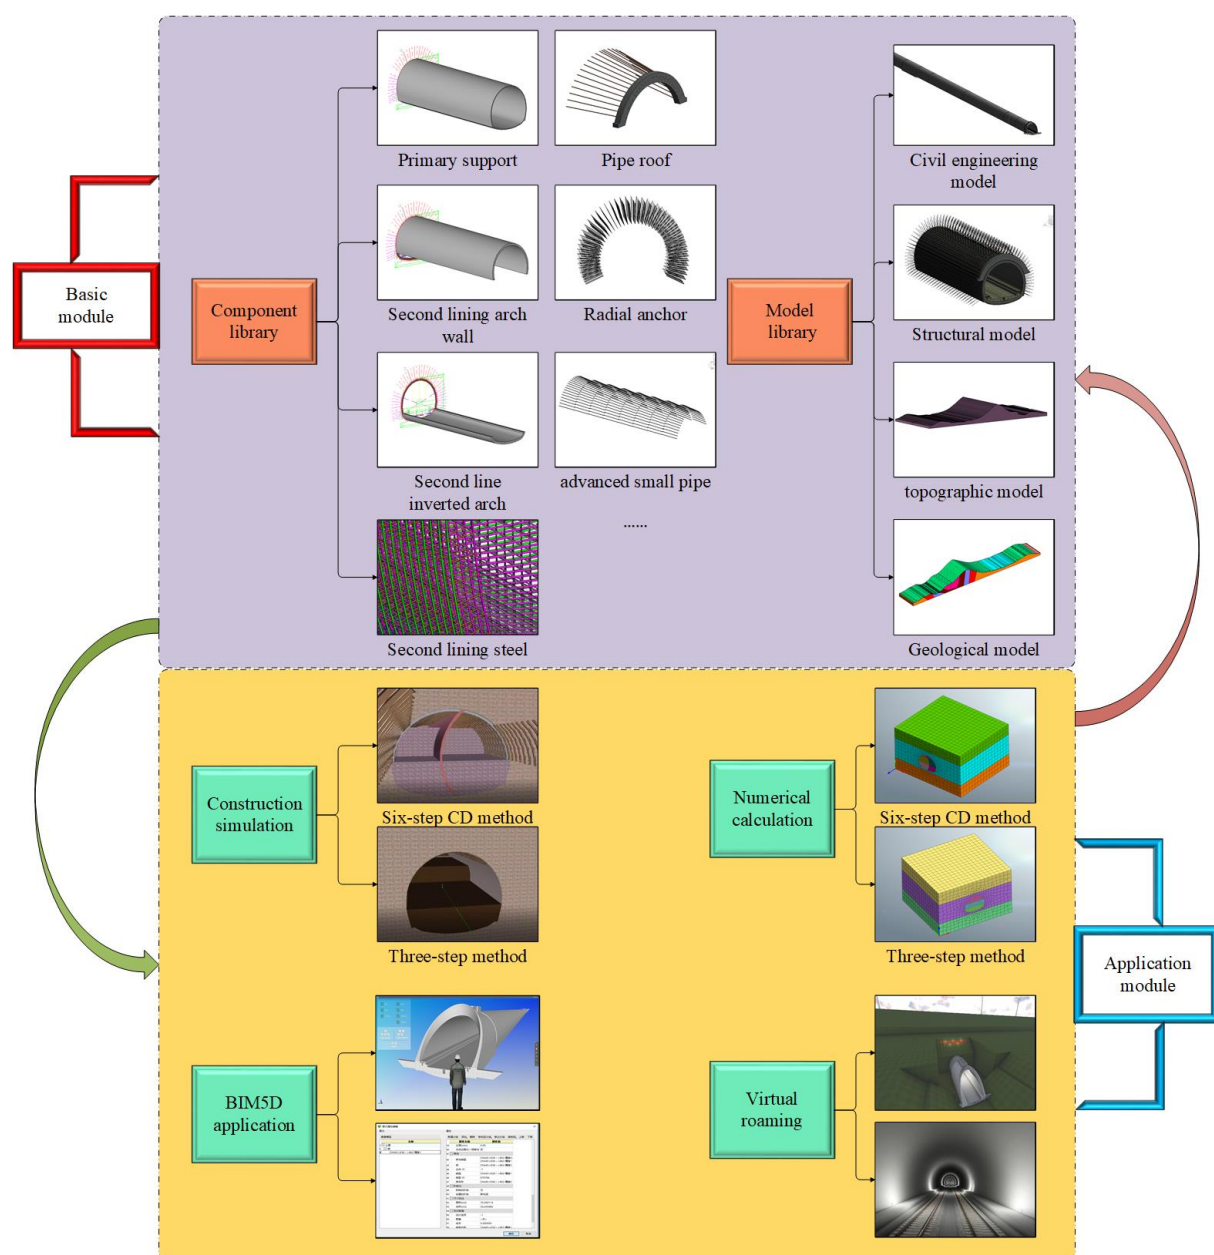 Primary support
Pipe roof
Civil engineering
model
Basic
module
Component
library
Second lining arch
wall
Radial anchor
Model
library
Structural model
Second line
inverted arch
advanced small pipe
topographic model
......
Second lining steel
Geological model
Construction
simulation
Six-step CD method
Numerical
calculation
Six-step CD method
Three-step method
Three-step method
Application
module
BIM5D
application
Virtual
roaming